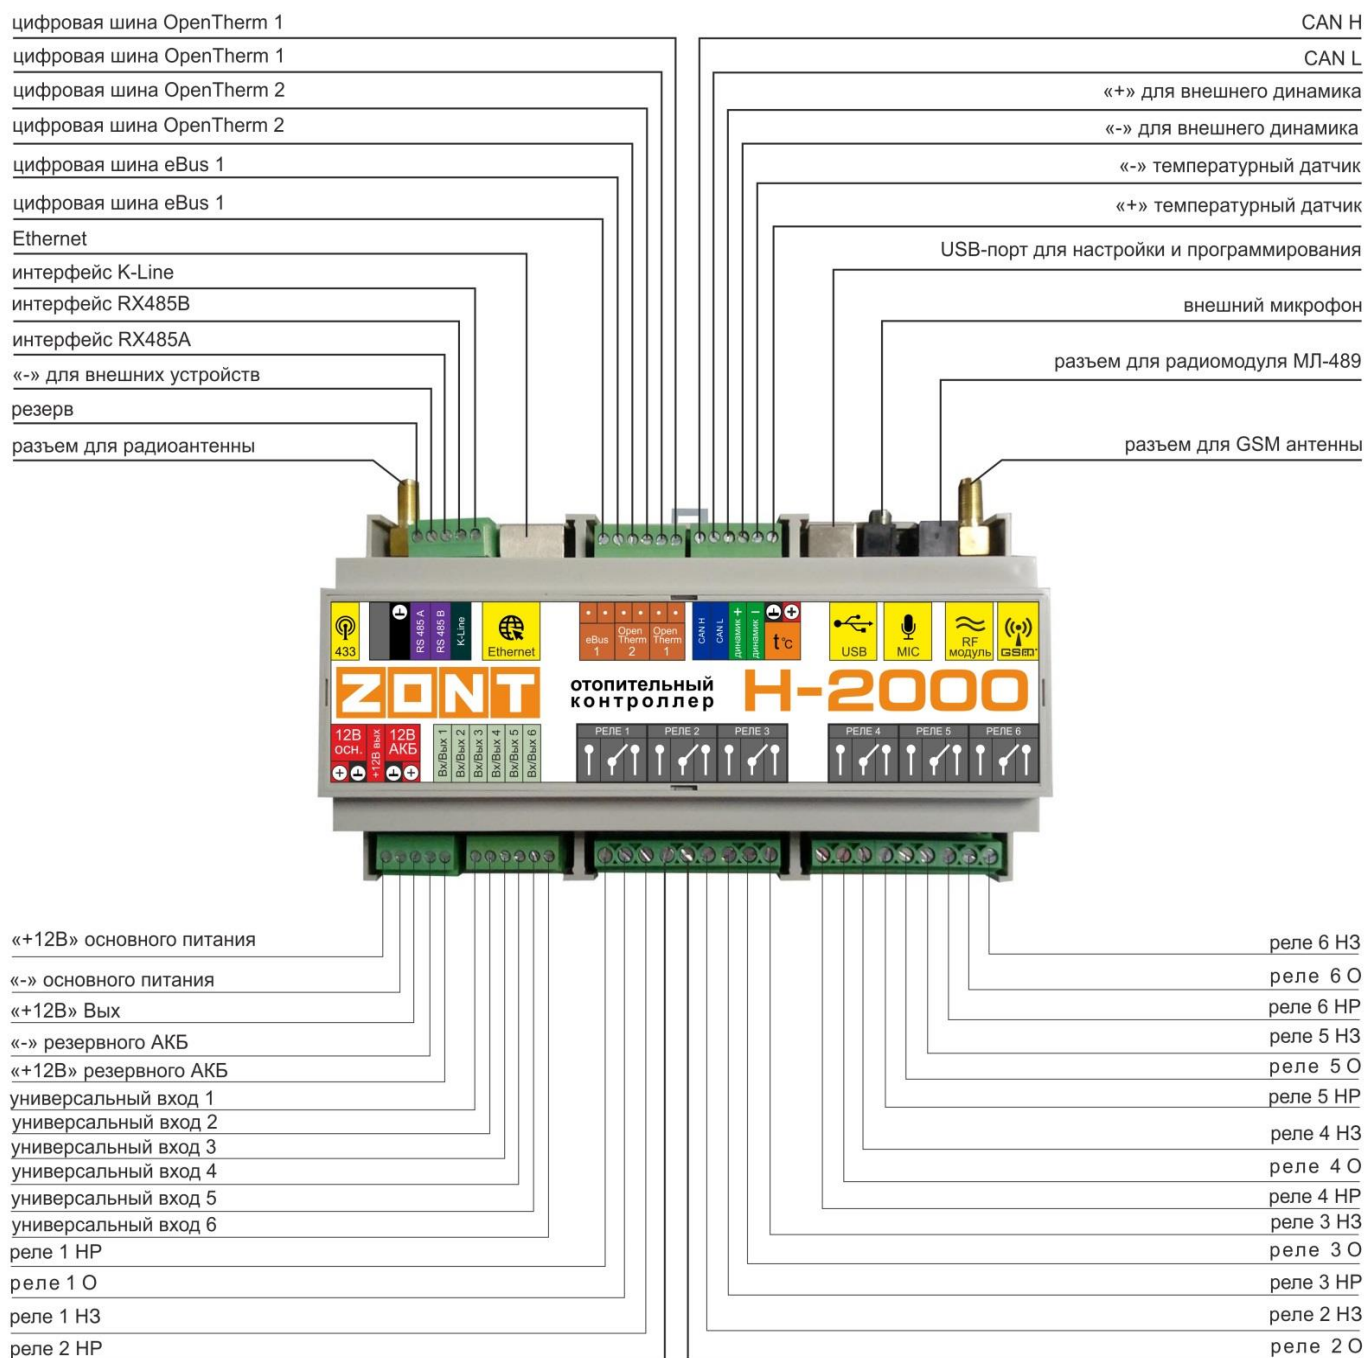 цифровая шина OpenTherm 1
цифровая шина OpenTherm 1
цифровая шина OpenTherm 2
цифровая шина OpenTherm 2
цифровая шина eBus 1
цифровая шина eBus 1
Ethernet
интерфейс K-Line
интерфейс RX485B
интерфейс RX485A
«-» для внешних устройств
резерв
разъем для радиоантенны
CAN H
CAN L
«+» для внешнего динамика
«-» для внешнего динамика
«-» температурный датчик
«+» температурный датчик
USB-порт для настройки и программирования
внешний микрофон
разъем для радиомодуля МЛ-489
разъем для GSM антенны
433
RS 485 A
RS 485 B
K-Line
Ethernet
eBus 1
Open Therm 2
Open Therm 1
CAN H
CAN L
динамик +
динамик −
t°C
USB
MIC
RF модуль
GSM
ZONT
отопительный
контроллер
H-2000
12В осн.
+12В вых
12В АКБ
Вх/Вых 1
Вх/Вых 2
Вх/Вых 3
Вх/Вых 4
Вх/Вых 5
Вх/Вых 6
РЕЛЕ 1
РЕЛЕ 2
РЕЛЕ 3
РЕЛЕ 4
РЕЛЕ 5
РЕЛЕ 6
«+12В» основного питания
«-» основного питания
«+12В» Вых
«-» резервного АКБ
«+12В» резервного АКБ
универсальный вход 1
универсальный вход 2
универсальный вход 3
универсальный вход 4
универсальный вход 5
универсальный вход 6
реле 1 НР
реле 1 О
реле 1 НЗ
реле 2 НР
реле 6 НЗ
реле 6 О
реле 6 НР
реле 5 НЗ
реле 5 О
реле 5 НР
реле 4 НЗ
реле 4 О
реле 4 НР
реле 3 НЗ
реле 3 О
реле 3 НР
реле 2 НЗ
реле 2 О